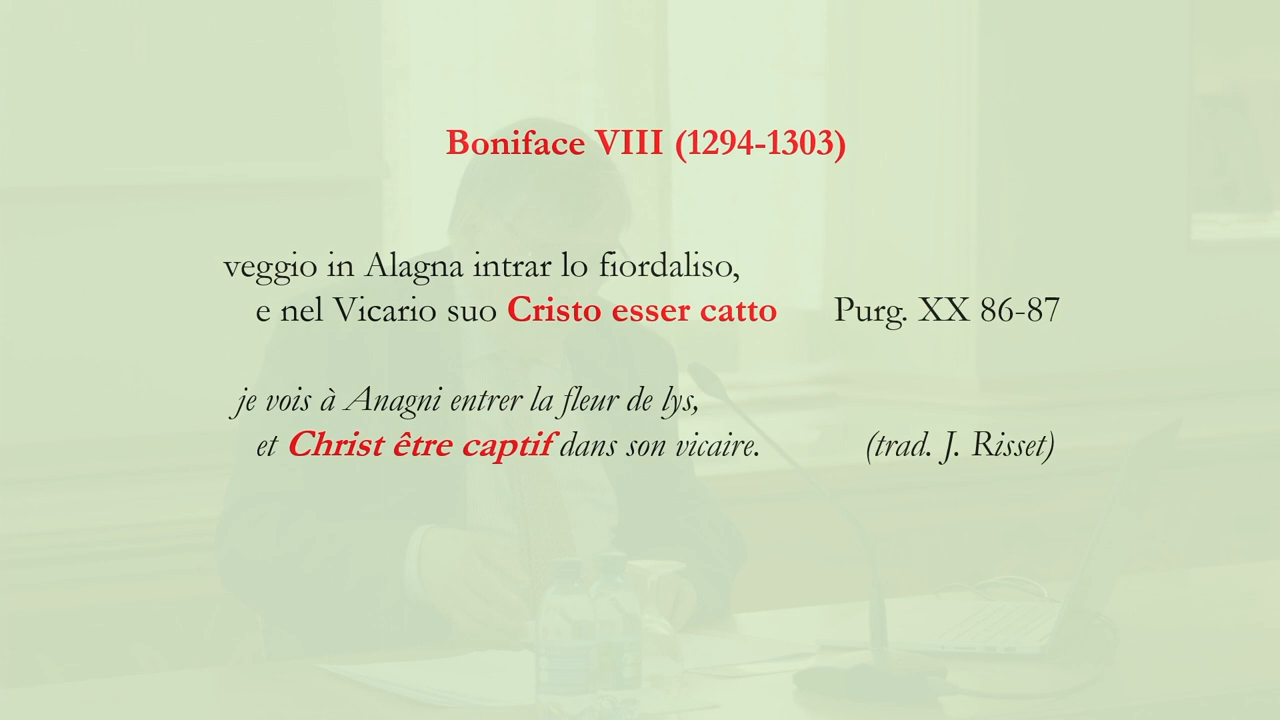 Boniface VIII (1294-1303)
veggio in Alagna intrar lo fiordaliso,
e nel Vicario suo Cristo esser catto Purg. XX 86-87
je vois à Anagni entrer la fleur de lys,
et Christ être captif dans son vicaire. (trad. J. Risset)